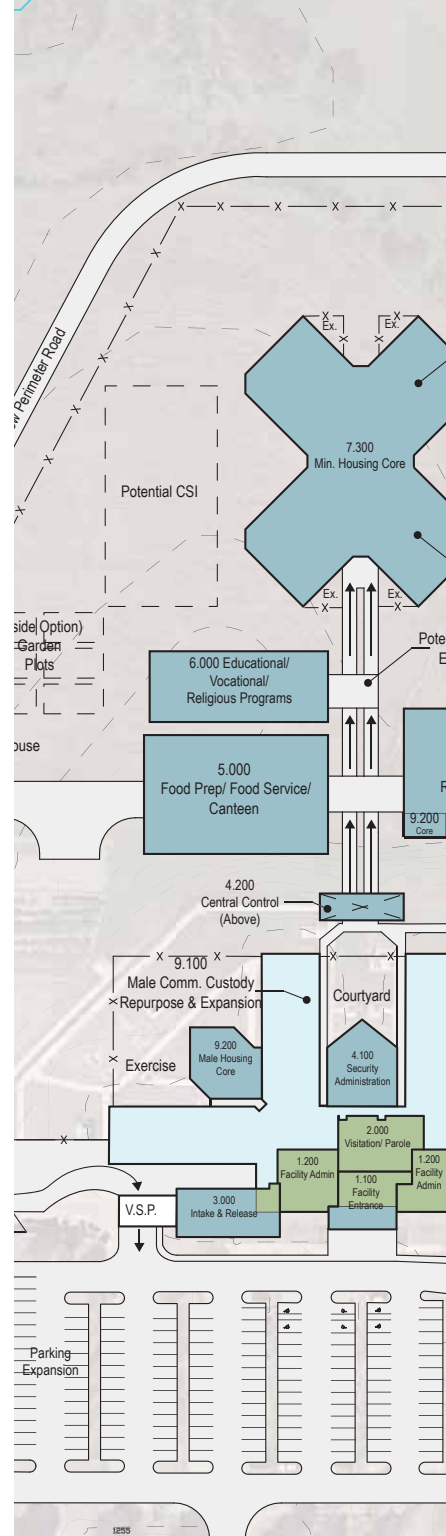 Ex.
Ex.
Perimeter Road
7.300
Min. Housing Core
Potential CSI
Ex.
Ex.
side Option)
Garden
Plots
Pote
E
6.000 Educational/
Vocational/
Religious Programs
ouse
5.000
Food Prep/ Food Service/
Canteen
R
9.200
Core
4.200
Central Control
(Above)
9.100
Male Comm. Custody
Repurpose & Expansion
Courtyard
9.200
Male Housing
Core
Exercise
4.100
Security
Administration
2.000
Visitation/ Parole
1.200
Facility Admin
1.200
Facility
Admin
1.100
Facility
Entrance
3.000
Intake & Release
V.S.P.
Parking
Expansion
1255